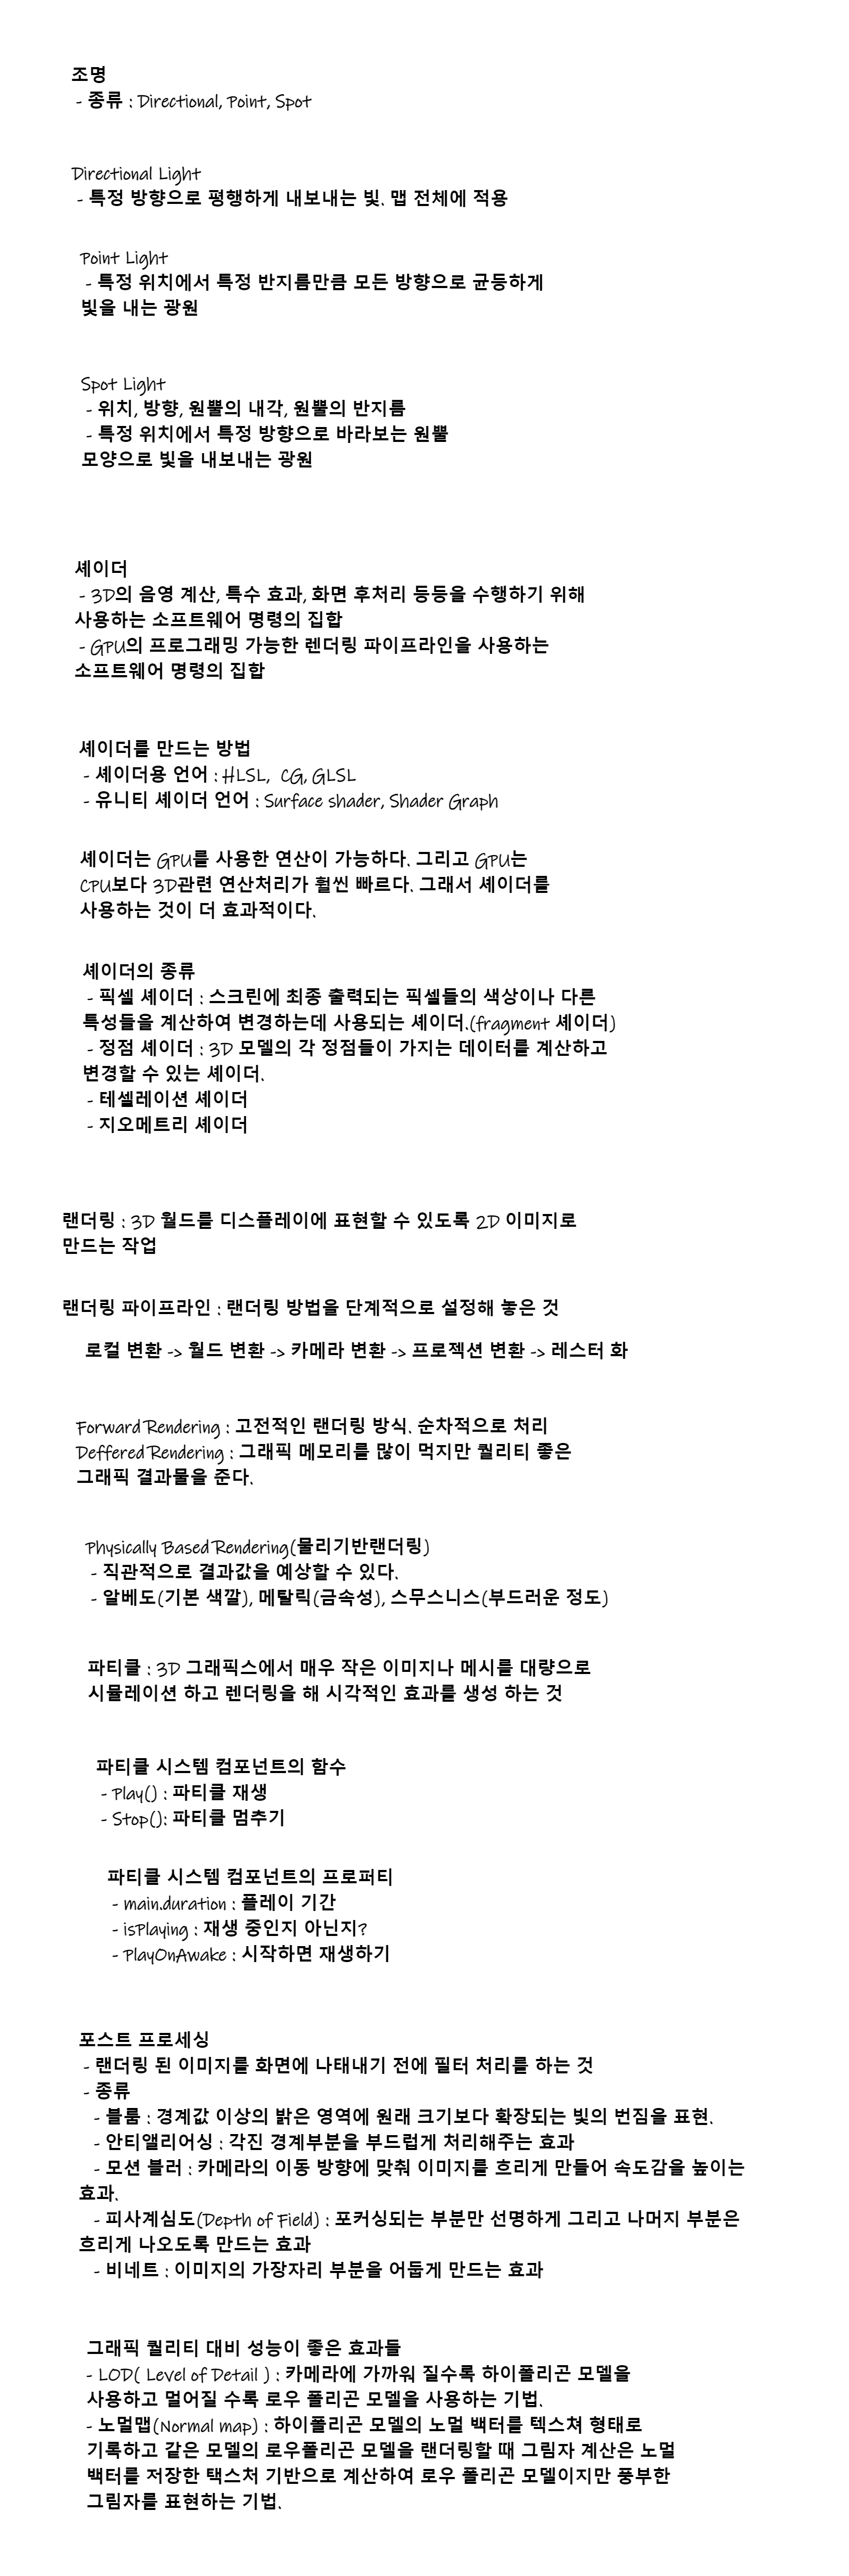 조명
- 종류 : Directional, Point, Spot
Directional Light
- 특정 방향으로 평행하게 내보내는 빛. 맵 전체에 적용
Point Light
- 특정 위치에서 특정 반지름만큼 모든 방향으로 균등하게
빛을 내는 광원
Spot Light
- 위치, 방향, 원뿔의 내각, 원뿔의 반지름
- 특정 위치에서 특정 방향으로 바라보는 원뿔
모양으로 빛을 내보내는 광원
셰이더
- 3D의 음영 계산, 특수 효과, 화면 후처리 등등을 수행하기 위해
사용하는 소프트웨어 명령의 집합
- GPU의 프로그래밍 가능한 렌더링 파이프라인을 사용하는
소프트웨어 명령의 집합
셰이더를 만드는 방법
- 셰이더용 언어 : HLSL, CG, GLSL
- 유니티 셰이더 언어 : Surface shader, Shader Graph
셰이더는 GPU를 사용한 연산이 가능하다. 그리고 GPU는
CPU보다 3D관련 연산처리가 훨씬 빠르다. 그래서 셰이더를
사용하는 것이 더 효과적이다.
셰이더의 종류
- 픽셀 셰이더 : 스크린에 최종 출력되는 픽셀들의 색상이나 다른
특성들을 계산하여 변경하는데 사용되는 셰이더.(fragment 셰이더)
- 정점 셰이더 : 3D 모델의 각 정점들이 가지는 데이터를 계산하고
변경할 수 있는 셰이더.
- 테셀레이션 셰이더
- 지오메트리 셰이더
랜더링 : 3D 월드를 디스플레이에 표현할 수 있도록 2D 이미지로
만드는 작업
랜더링 파이프라인 : 랜더링 방법을 단계적으로 설정해 놓은 것
로컬 변환 -> 월드 변환 -> 카메라 변환 -> 프로젝션 변환 -> 레스터 화
Forward Rendering : 고전적인 랜더링 방식. 순차적으로 처리
Deffered Rendering : 그래픽 메모리를 많이 먹지만 퀄리티 좋은
그래픽 결과물을 준다.
Physically Based Rendering(물리기반랜더링)
- 직관적으로 결과값을 예상할 수 있다.
- 알베도(기본 색깔), 메탈릭(금속성), 스무스니스(부드러운 정도)
파티클 : 3D 그래픽스에서 매우 작은 이미지나 메시를 대량으로
시뮬레이션 하고 렌더링을 해 시각적인 효과를 생성 하는 것
파티클 시스템 컴포넌트의 함수
- Play() : 파티클 재생
- Stop(): 파티클 멈추기
파티클 시스템 컴포넌트의 프로퍼티
- main.duration : 플레이 기간
- isPlaying : 재생 중인지 아닌지?
- PlayOnAwake : 시작하면 재생하기
포스트 프로세싱
- 랜더링 된 이미지를 화면에 나태내기 전에 필터 처리를 하는 것
- 종류
- 블룸 : 경계값 이상의 밝은 영역에 원래 크기보다 확장되는 빛의 번짐을 표현.
- 안티앨리어싱 : 각진 경계부분을 부드럽게 처리해주는 효과
- 모션 블러 : 카메라의 이동 방향에 맞춰 이미지를 흐리게 만들어 속도감을 높이는
효과.
- 피사계심도(Depth of Field) : 포커싱되는 부분만 선명하게 그리고 나머지 부분은
흐리게 나오도록 만드는 효과
- 비네트 : 이미지의 가장자리 부분을 어둡게 만드는 효과
그래픽 퀄리티 대비 성능이 좋은 효과들
- LOD( Level of Detail ) : 카메라에 가까워 질수록 하이폴리곤 모델을
사용하고 멀어질 수록 로우 폴리곤 모델을 사용하는 기법.
- 노멀맵(Normal map) : 하이폴리곤 모델의 노멀 백터를 텍스쳐 형태로
기록하고 같은 모델의 로우폴리곤 모델을 랜더링할 때 그림자 계산은 노멀
백터를 저장한 택스처 기반으로 계산하여 로우 폴리곤 모델이지만 풍부한
그림자를 표현하는 기법.